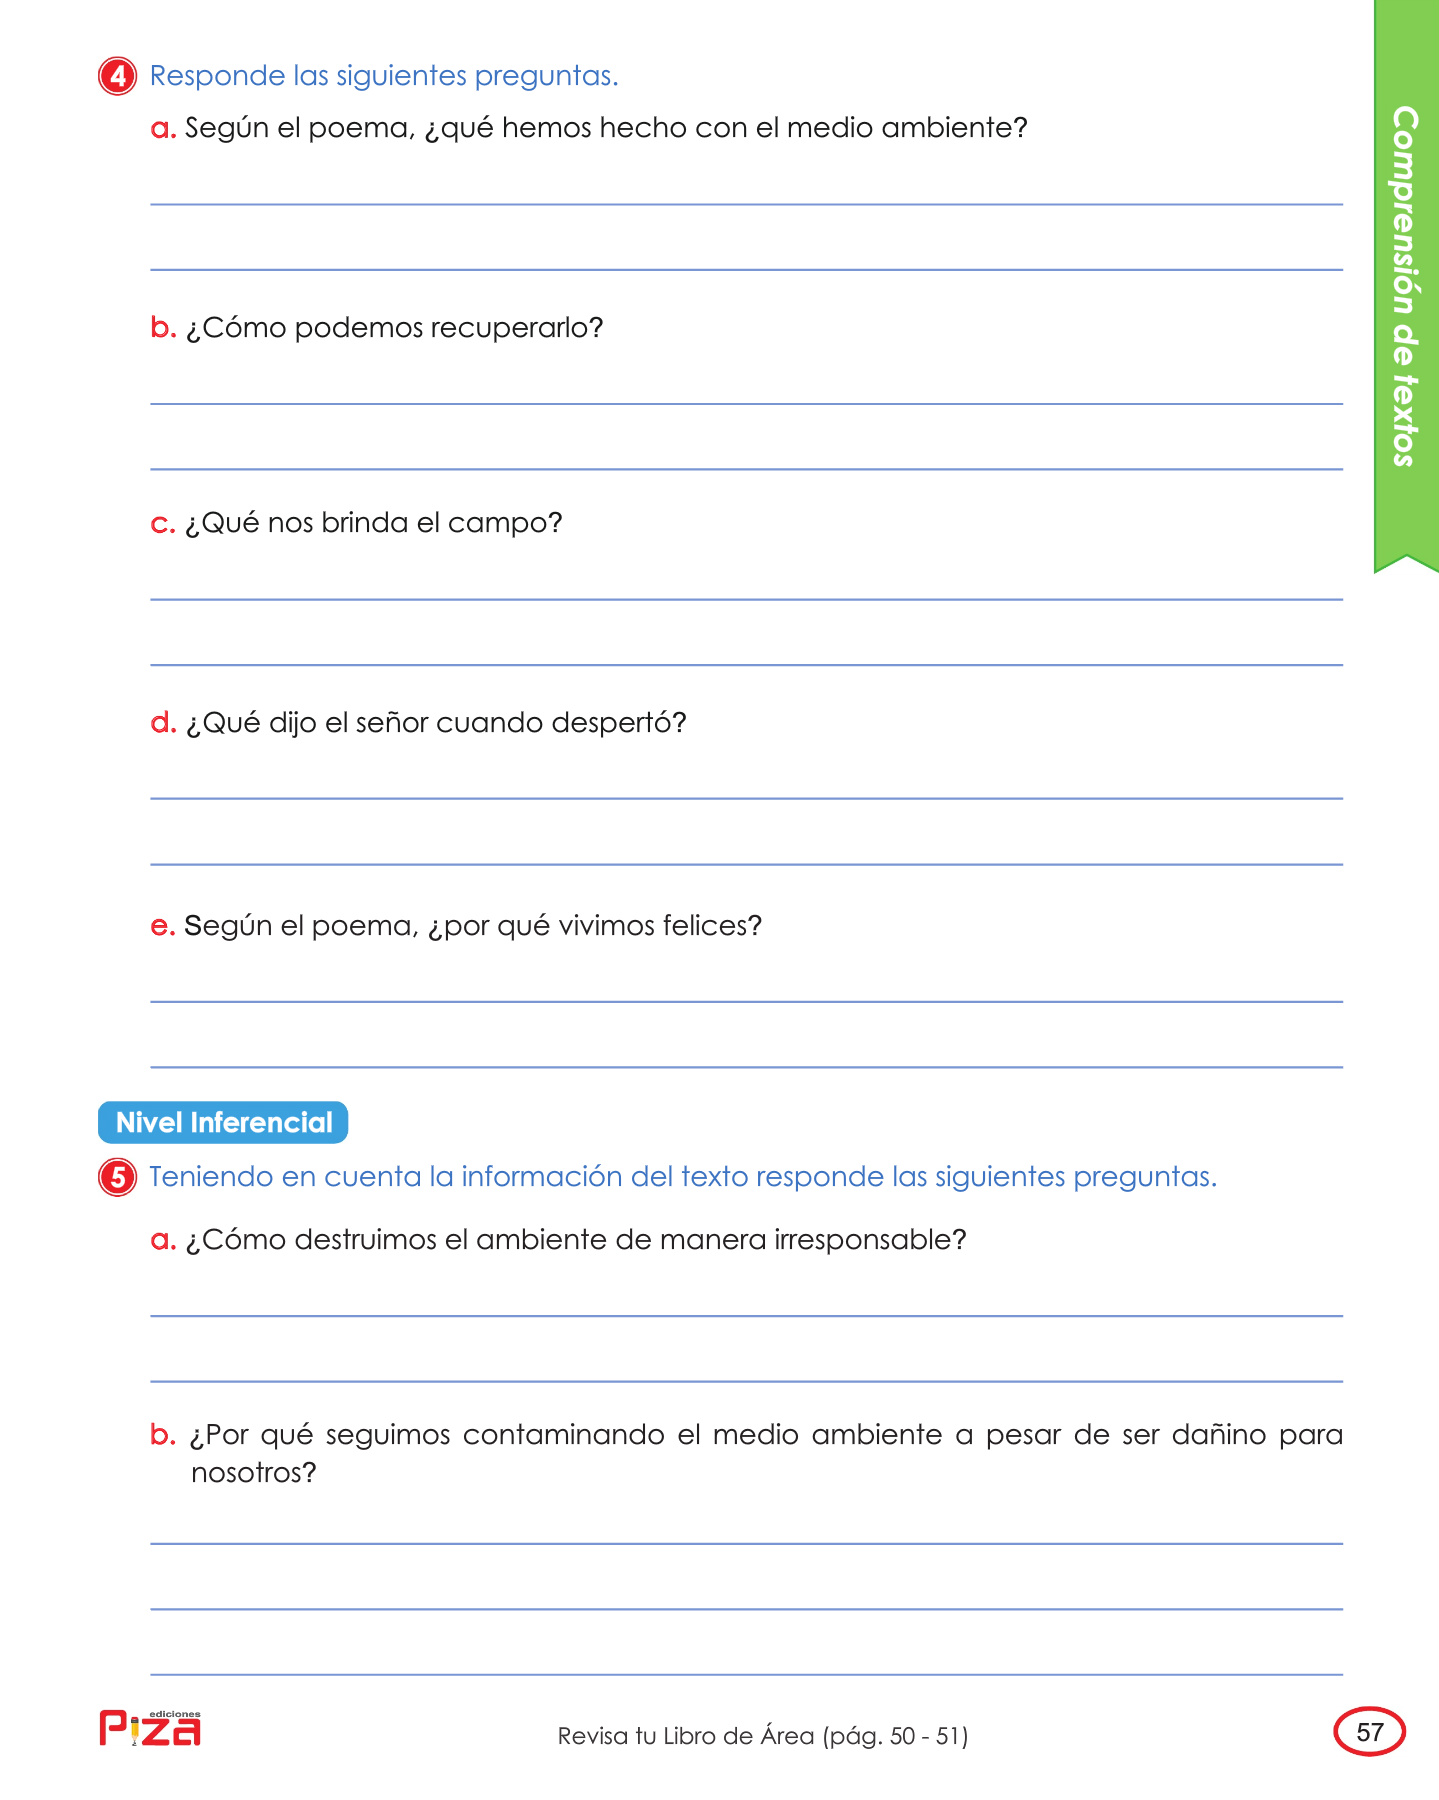 4 Responde las siguientes preguntas.
a. Según el poema, ¿qué hemos hecho con el medio ambiente?
b. ¿Cómo podemos recuperarlo?
c. ¿Qué nos brinda el campo?
d. ¿Qué dijo el señor cuando despertó?
e. Según el poema, ¿por qué vivimos felices?
Nivel Inferencial
5 Teniendo en cuenta la información del texto responde las siguientes preguntas.
a. ¿Cómo destruimos el ambiente de manera irresponsable?
b. ¿Por qué seguimos contaminando el medio ambiente a pesar de ser dañino para
nosotros?
Comprensión de textos
ediciones
Piza
Revisa tu Libro de Área (pág. 50 - 51)
57